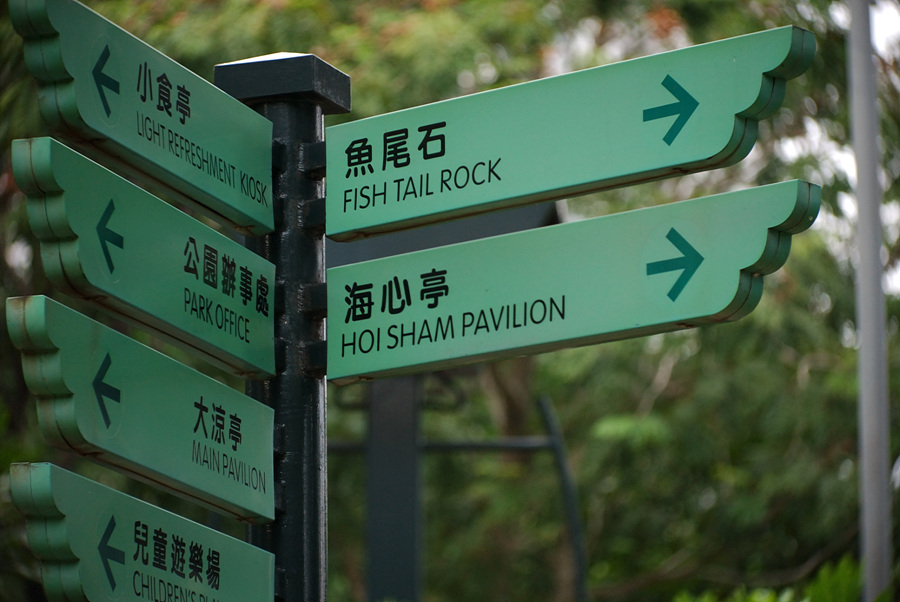 小食亭
LIGHT REFRESHMENT KIOSK
公園辦事處
PARK OFFICE
大涼亭
MAIN PAVILION
兒童遊樂場
CHILDREN'S
魚尾石
FISH TAIL ROCK
海心亭
HOI SHAM PAVILION